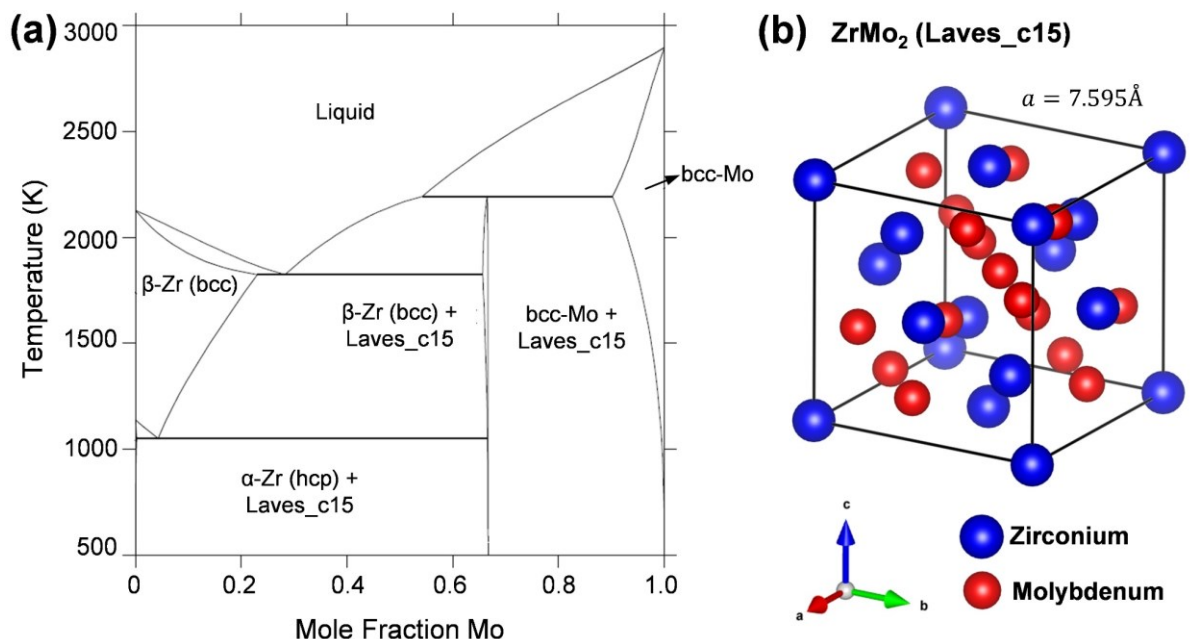 (a)
3000
2500
2000
1500
1000
500
Temperature (K)
0
0.2
0.4
0.6
0.8
1.0
Mole Fraction Mo
Liquid
bcc-Mo
β-Zr (bcc)
β-Zr (bcc) +
Laves_c15
bcc-Mo +
Laves_c15
α-Zr (hcp) +
Laves_c15
(b) ZrMo₂ (Laves_c15)
a = 7.595Å
c
a
b
Zirconium
Molybdenum